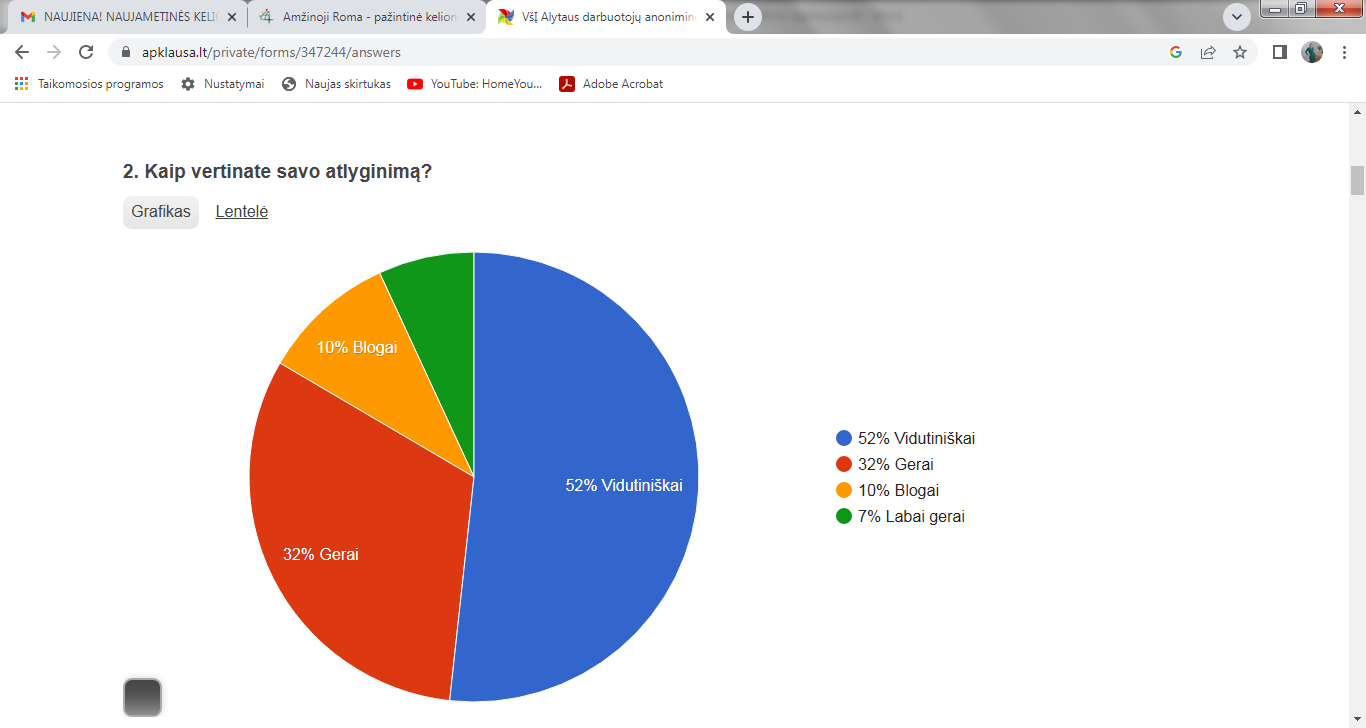 NAUJIENA! NAUJAMETINĖS KELIO
Amžinoji Roma - pažintinė kelion
VšĮ Alytaus darbuotojų anonimin
apklausa.lt/private/forms/347244/answers
Taikomosios programos
Nustatymai
Naujas skirtukas
YouTube: HomeYou...
Adobe Acrobat
2. Kaip vertinate savo atlyginimą?
Grafikas
Lentelė
10% Blogai
52% Vidutiniškai
32% Gerai
52% Vidutiniškai
32% Gerai
10% Blogai
7% Labai gerai